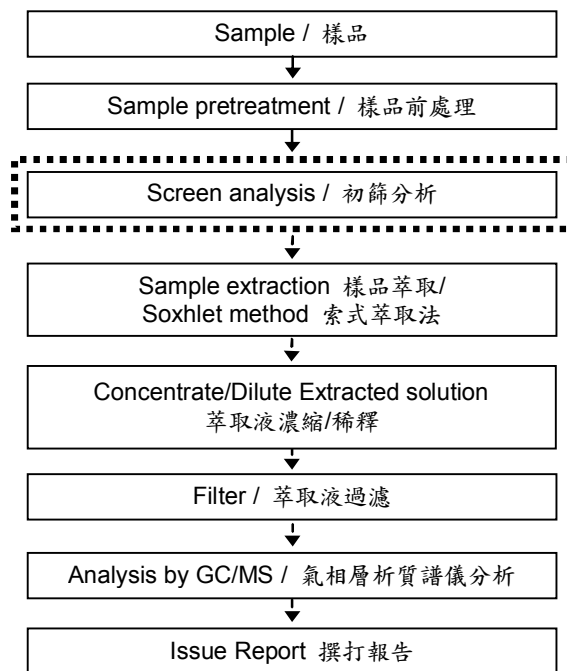 Sample / 樣品
Sample pretreatment / 樣品前處理
Screen analysis / 初篩分析
Sample extraction 樣品萃取/
Soxhlet method 索式萃取法
Concentrate/Dilute Extracted solution
萃取液濃縮/稀釋
Filter / 萃取液過濾
Analysis by GC/MS / 氣相層析質譜儀分析
Issue Report 撰打報告